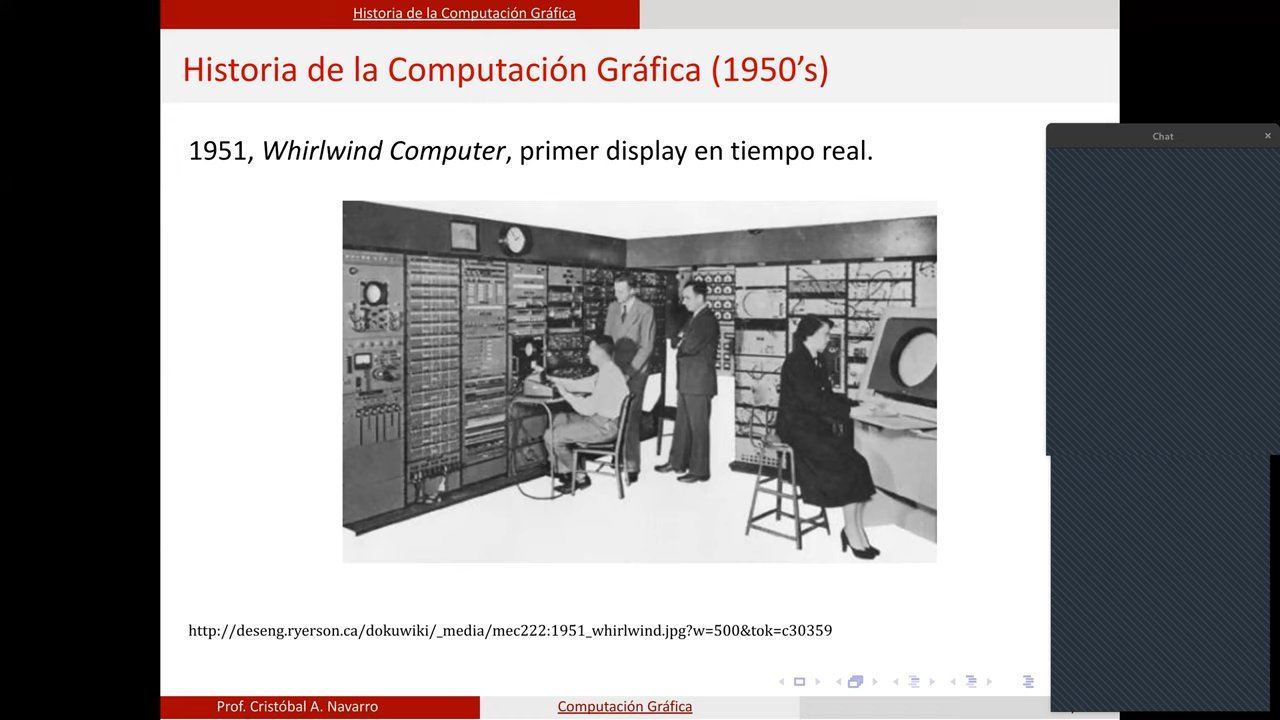 Historia de la Computación Gráfica
Historia de la Computación Gráfica (1950’s)
1951, Whirlwind Computer, primer display en tiempo real.
Chat
×
http://deseng.ryerson.ca/dokuwiki/_media/mec222:1951_whirlwind.jpg?w=500&tok=c30359
Prof. Cristóbal A. Navarro
Computación Gráfica